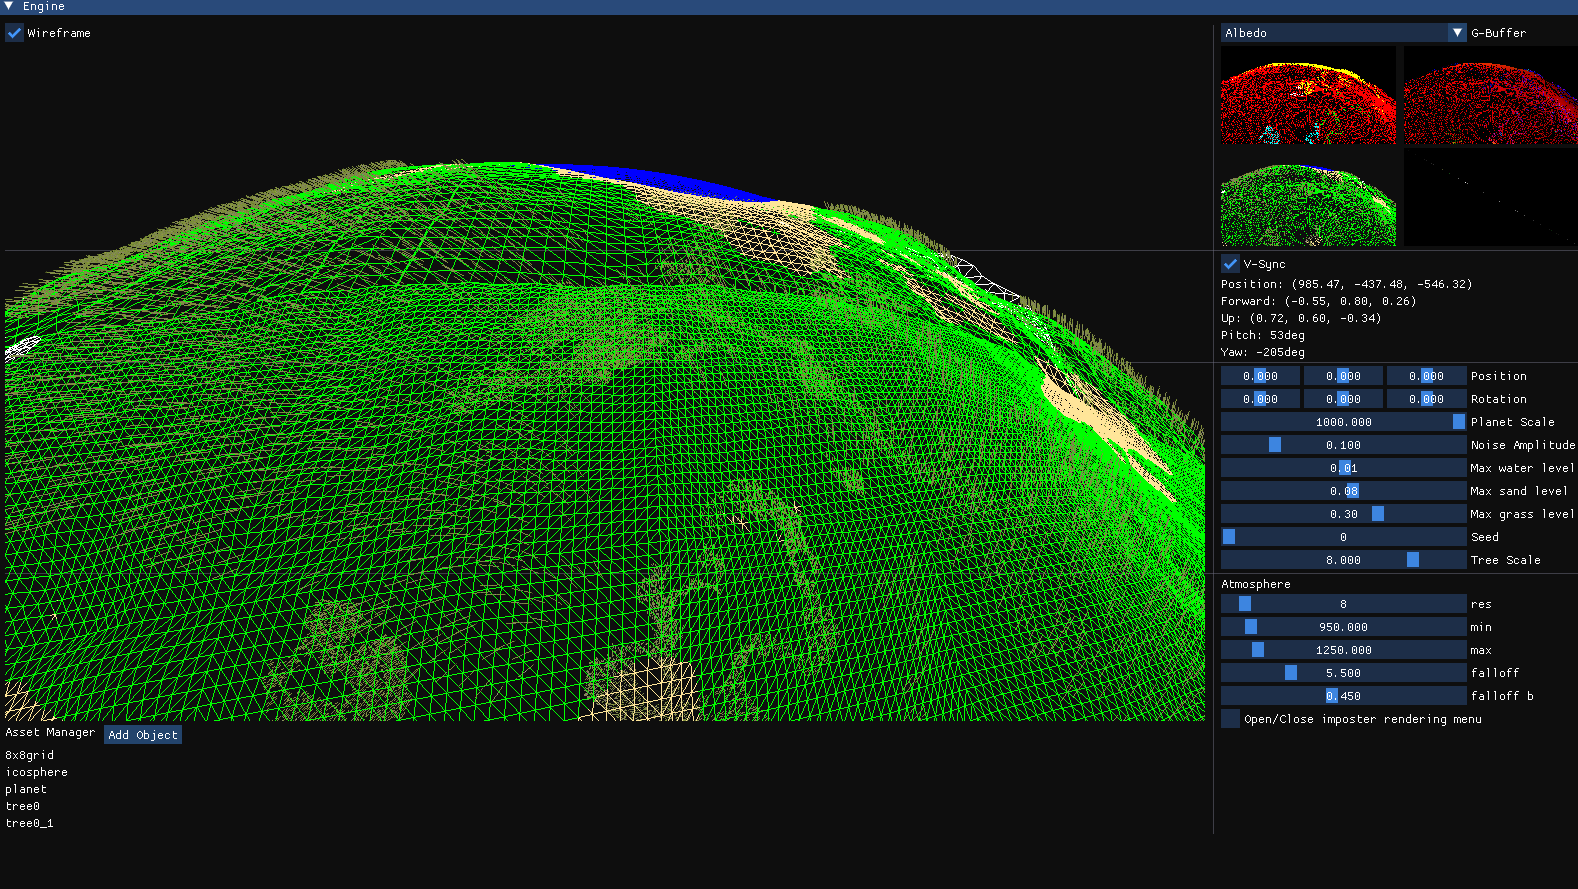 Engine
Wireframe
Albedo G-Buffer
V-Sync
Position: (985.47, -437.48, -546.32)
Forward: (-0.55, 0.80, 0.26)
Up: (0.72, 0.60, -0.34)
Pitch: 53deg
Yaw: -205deg
0.000 0.000 0.000 Position
0.000 0.000 0.000 Rotation
1000.000 Planet Scale
0.100 Noise Amplitude
0.01 Max water level
0.08 Max sand level
0.30 Max grass level
0 Seed
8.000 Tree Scale
Atmosphere
8 res
950.000 min
1250.000 max
5.500 falloff
0.450 falloff b
Open/Close imposter rendering menu
Asset Manager Add Object
8x8grid
icosphere
planet
tree0
tree0_1